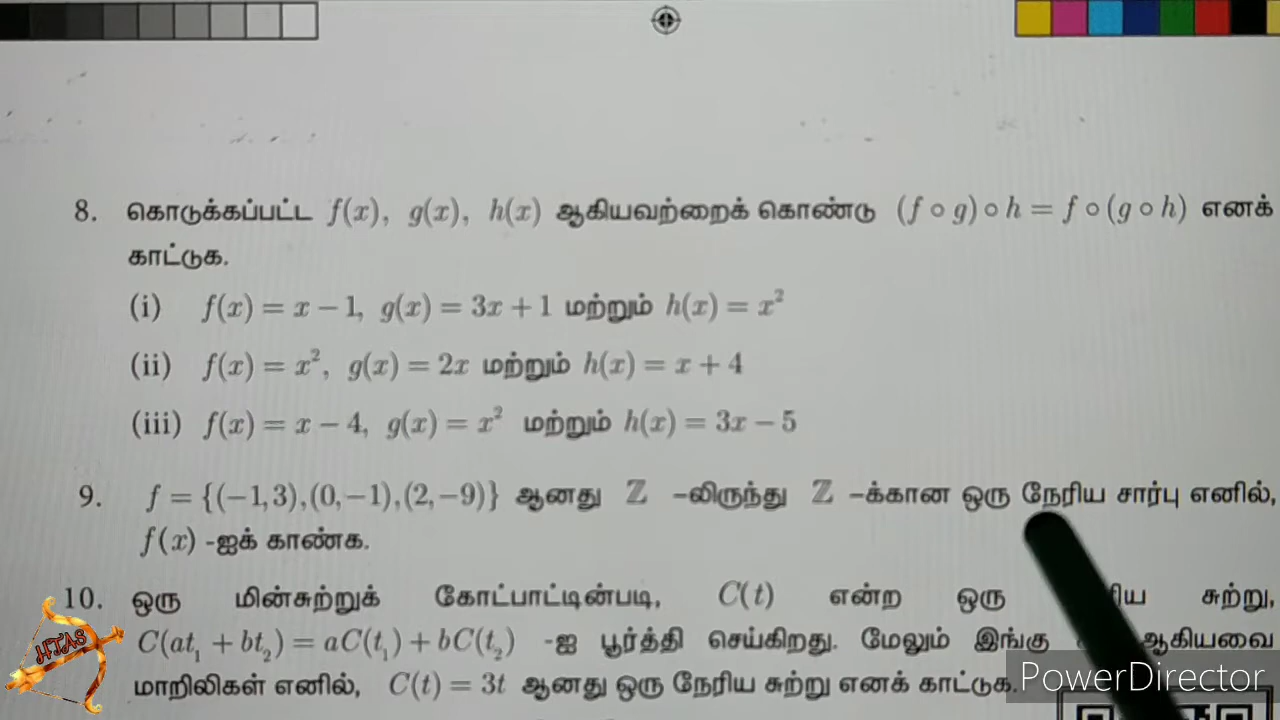 8. கொடுக்கப்பட்ட f(x), g(x), h(x) ஆகியவற்றைக் கொண்டு (f ∘ g) ∘ h = f ∘ (g ∘ h) எனக்
காட்டுக.
(i) f(x) = x − 1, g(x) = 3x + 1 மற்றும் h(x) = x²
(ii) f(x) = x², g(x) = 2x மற்றும் h(x) = x + 4
(iii) f(x) = x − 4, g(x) = x² மற்றும் h(x) = 3x − 5
9. f = {(−1,3),(0,−1),(2,−9)} ஆனது ℤ −லிருந்து ℤ −க்கான ஒரு நேரிய சார்பு எனில்,
f(x) -ஐக் காண்க.
10. ஒரு மின்சுற்றுக் கோட்பாட்டின்படி, C(t) என்ற ஒரு சுற்று,
C(at₁ + bt₂) = aC(t₁) + bC(t₂) -ஐ பூர்த்தி செய்கிறது. மேலும் இங்கு ஆகியவை
மாறிலிகள் எனில், C(t) = 3t ஆனது ஒரு நேரிய சுற்று எனக் காட்டுக.
HTAS
PowerDirector